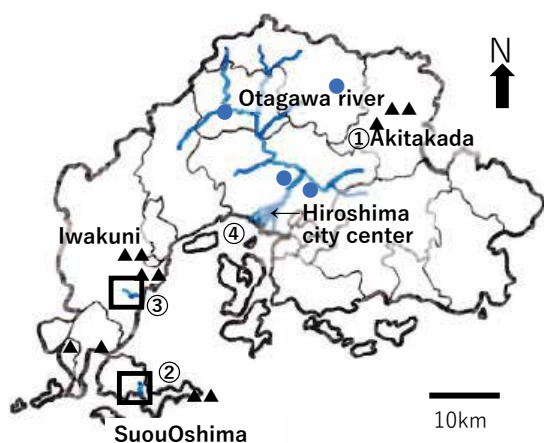 N
Otagawa river
①Akitakada
←Hiroshima
city center
④
Iwakuni
③
②
10km
SuouOshima